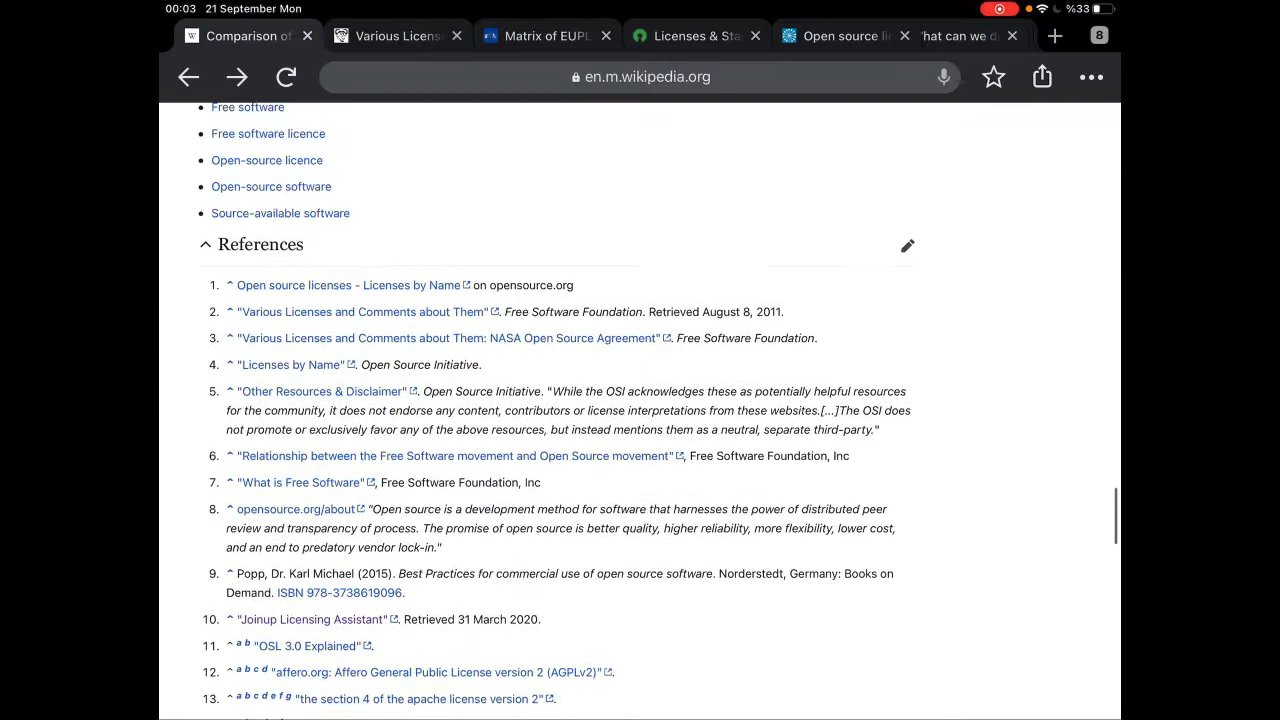 00:03 21 September Mon %33
Comparison of Various License Matrix of EUPL Licenses & Sta Open source li hat can we d 8
en.m.wikipedia.org
Free software
• Free software licence
• Open-source licence
• Open-source software
• Source-available software
References
1. ^ Open source licenses - Licenses by Name on opensource.org
2. ^ "Various Licenses and Comments about Them". Free Software Foundation. Retrieved August 8, 2011.
3. ^ "Various Licenses and Comments about Them: NASA Open Source Agreement". Free Software Foundation.
4. ^ "Licenses by Name". Open Source Initiative.
5. ^ "Other Resources & Disclaimer". Open Source Initiative. "While the OSI acknowledges these as potentially helpful resources
for the community, it does not endorse any content, contributors or license interpretations from these websites.[...]The OSI does
not promote or exclusively favor any of the above resources, but instead mentions them as a neutral, separate third-party."
6. ^ "Relationship between the Free Software movement and Open Source movement", Free Software Foundation, Inc
7. ^ "What is Free Software", Free Software Foundation, Inc
8. ^ opensource.org/about "Open source is a development method for software that harnesses the power of distributed peer
review and transparency of process. The promise of open source is better quality, higher reliability, more flexibility, lower cost,
and an end to predatory vendor lock-in."
9. ^ Popp, Dr. Karl Michael (2015). Best Practices for commercial use of open source software. Norderstedt, Germany: Books on
Demand. ISBN 978-3738619096.
10. ^ "Joinup Licensing Assistant". Retrieved 31 March 2020.
11. ^ a b "OSL 3.0 Explained".
12. ^ a b c d "affero.org: Affero General Public License version 2 (AGPLv2)".
13. ^ a b c d e f g "the section 4 of the apache license version 2".